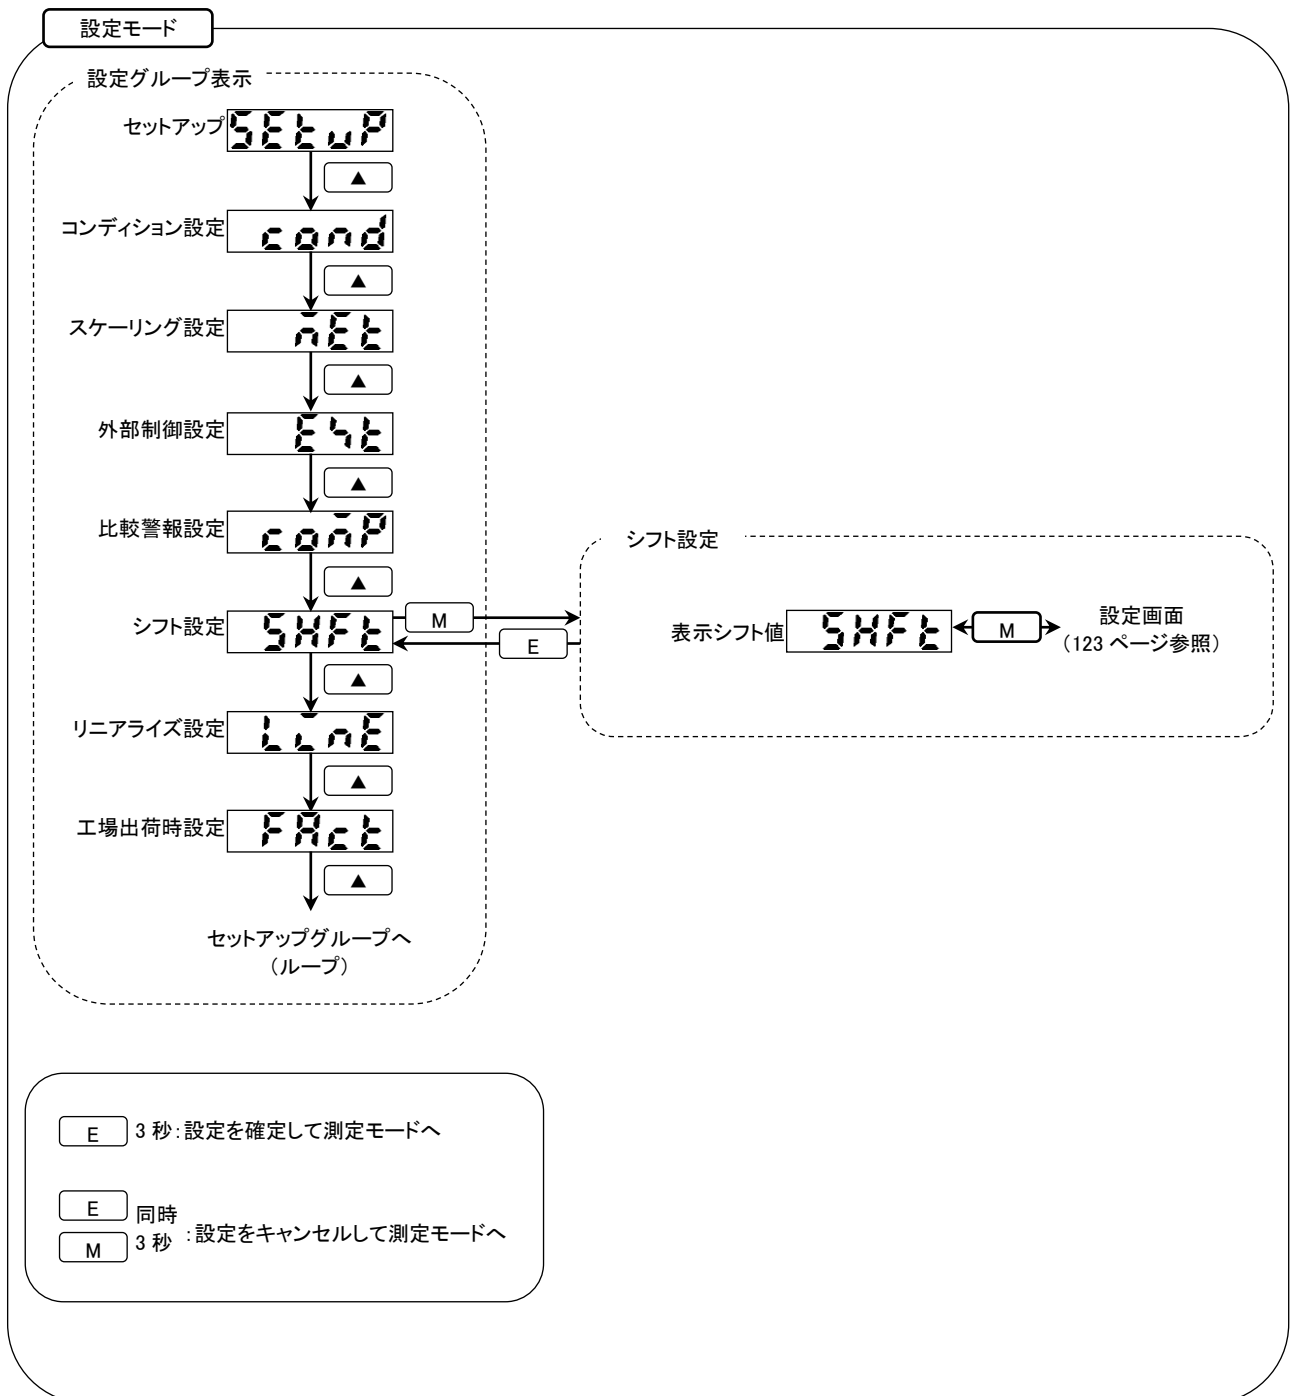 設定モード
設定グループ表示
セットアップ SEtuP
▲
コンディション設定 cond
▲
スケーリング設定 mEt
▲
外部制御設定 Ext
▲
比較警報設定 comP
▲
シフト設定 SHFt
M
E
▲
リニアライズ設定 LinE
▲
工場出荷時設定 FAct
▲
セットアップグループへ
（ループ）
シフト設定
表示シフト値 SHFt
M
設定画面
（123 ページ参照）
E 3 秒：設定を確定して測定モードへ
E 同時
M 3 秒 ：設定をキャンセルして測定モードへ